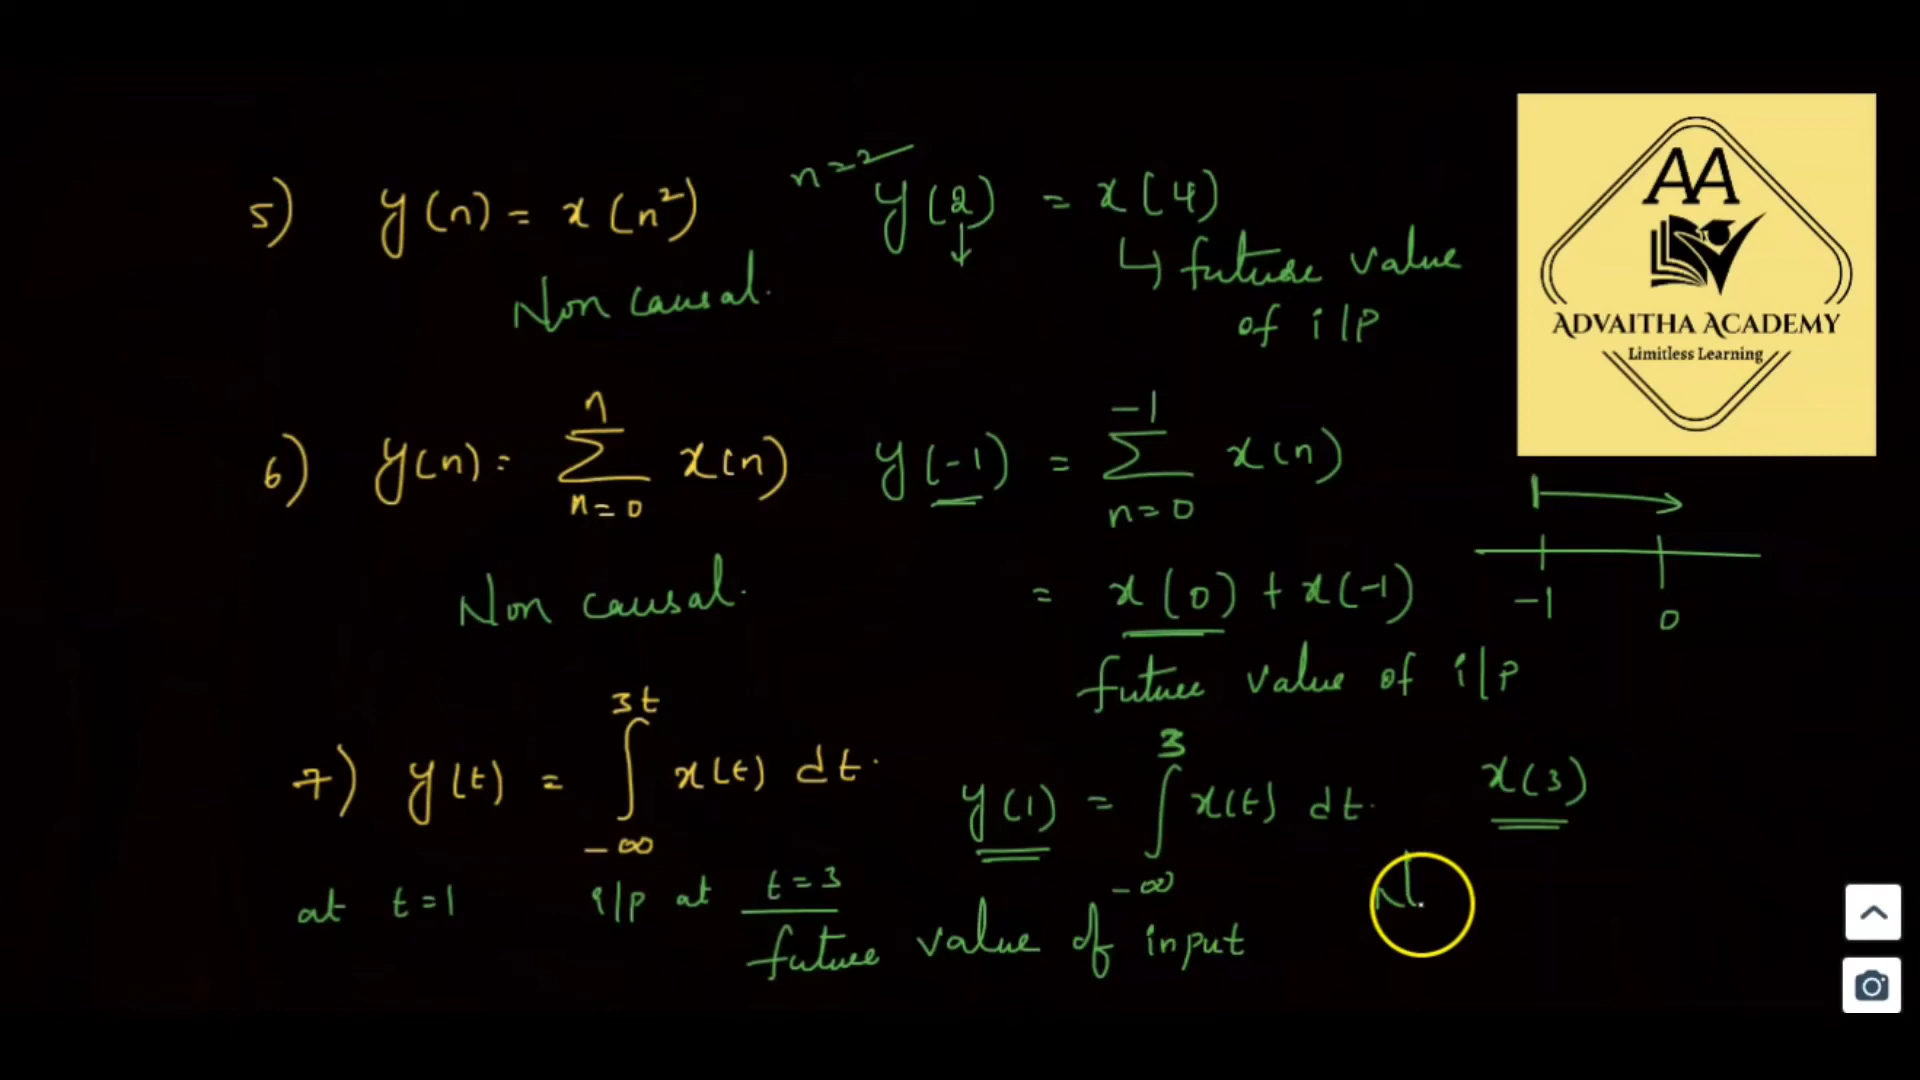 5) y(n) = x(n²) n=2 y(2) = x(4)
↳ future value
Non causal. of i/p
6) y(n) = n ∑ n=0 x(n) y(-1) = -1 ∑ n=0 x(n)
Non causal. = x(0) + x(-1) -1 0
future value of i/p
7) y(t) = ∫ 3t -∞ x(t) dt. y(1) = ∫ 3 -∞ x(t) dt. x(3)
at t=1 i/p at t=3
future value of input N
AA
ADVAITHA ACADEMY
Limitless Learning